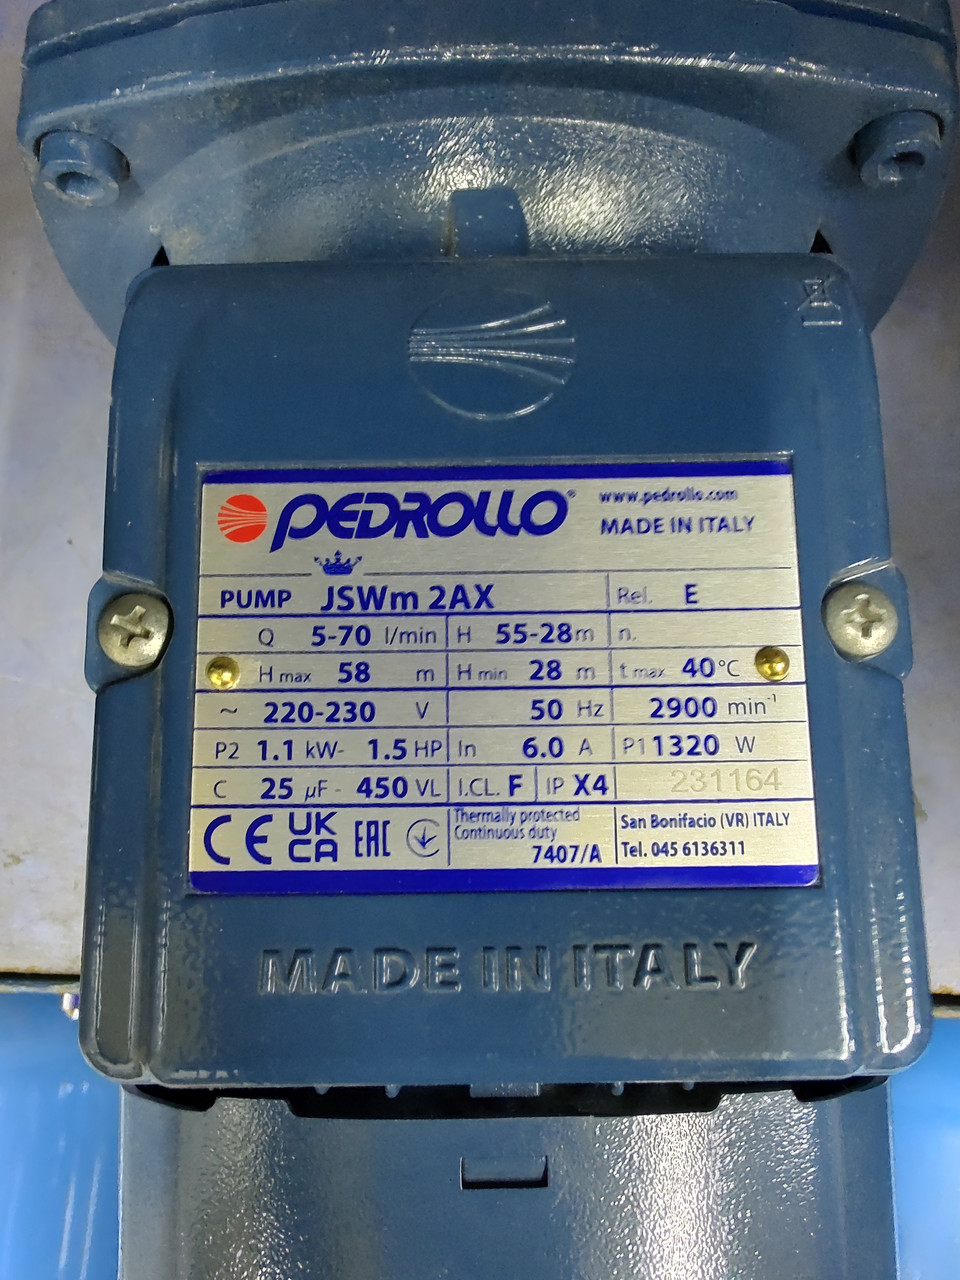 PEDROLLO®
www.pedrollo.com
MADE IN ITALY
PUMP JSWm 2AX Rel. E
Q 5-70 l/min H 55-28 m n.
H max 58 m H min 28 m t max 40°C
~ 220-230 V 50 Hz 2900 min⁻¹
P2 1.1 kW- 1.5 HP In 6.0 A P1 1320 W
C 25 µF - 450 VL I.CL. F IP X4 231164
CE UKCA EAC
Thermally protected
Continuous duty
7407/A
San Bonifacio (VR) ITALY
Tel. 045 6136311
MADE IN ITALY